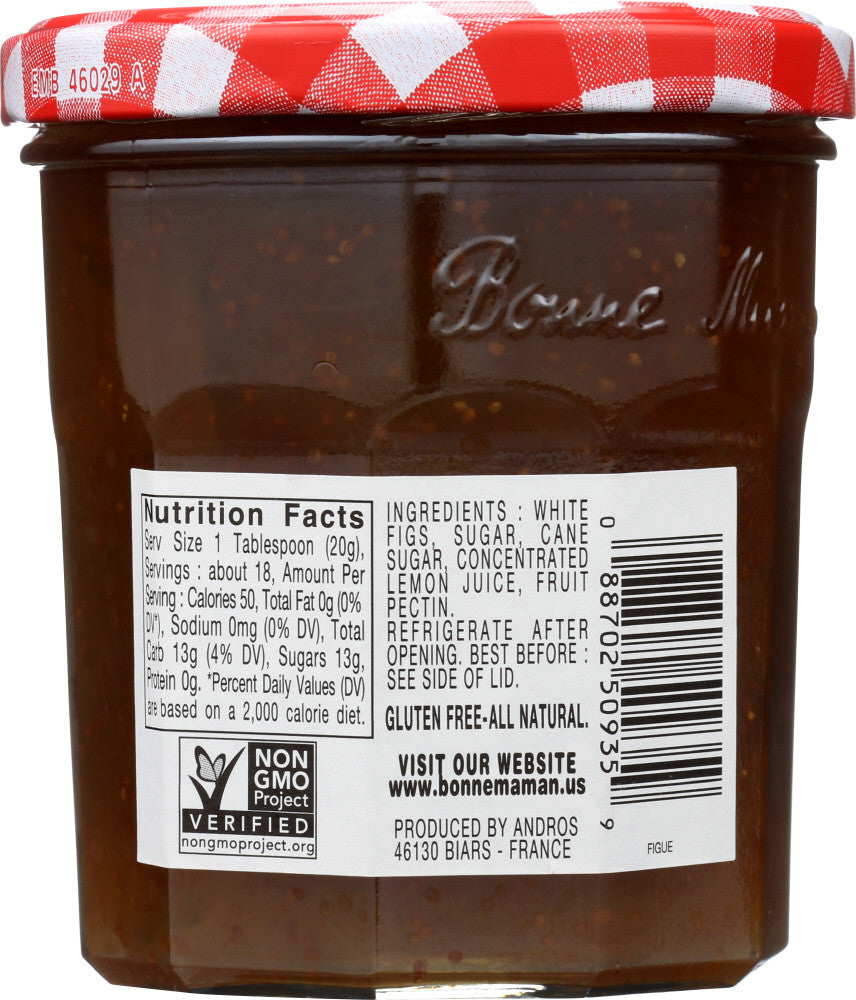 EMB 46029 A
Bonne
Nutrition Facts
Serv Size 1 Tablespoon (20g),
Servings : about 18, Amount Per
Serving : Calories 50, Total Fat 0g (0%
DV*), Sodium 0mg (0% DV), Total
Carb 13g (4% DV), Sugars 13g,
Protein 0g. *Percent Daily Values (DV)
are based on a 2,000 calorie diet.
NON
GMO
Project
VERIFIED
nongmoproject.org
INGREDIENTS : WHITE
FIGS, SUGAR, CANE
SUGAR, CONCENTRATED
LEMON JUICE, FRUIT
PECTIN.
REFRIGERATE AFTER
OPENING. BEST BEFORE :
SEE SIDE OF LID.
GLUTEN FREE-ALL NATURAL.
VISIT OUR WEBSITE
www.bonnemaman.us
PRODUCED BY ANDROS
46130 BIARS - FRANCE
0 88702 50935 9
FIGUE